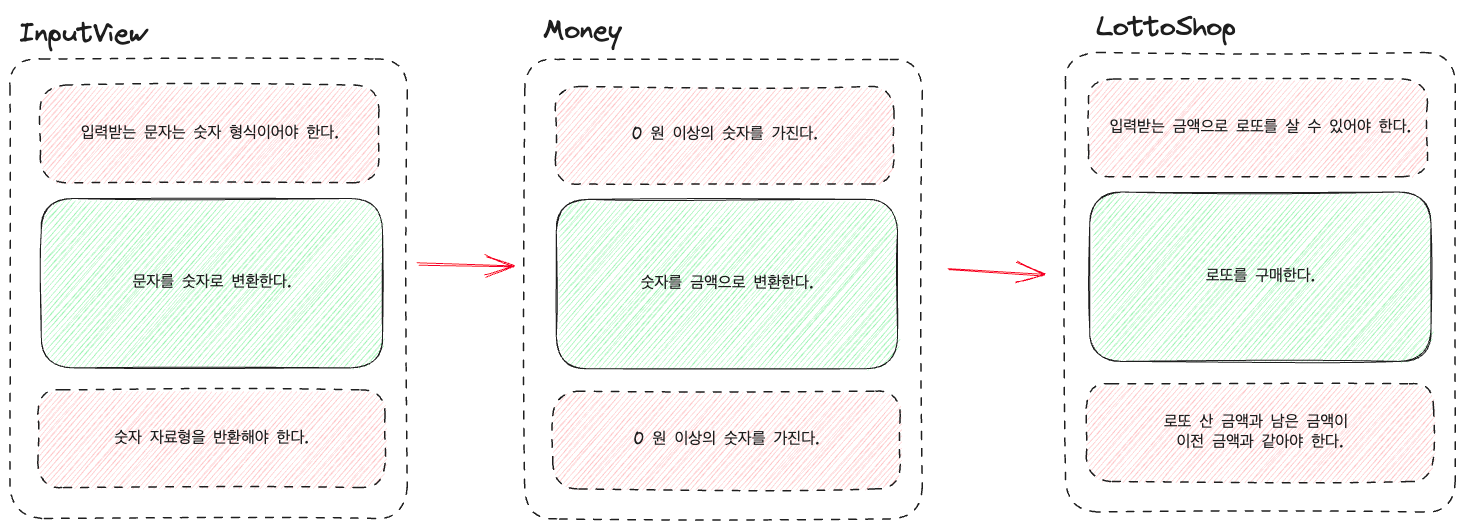 InputView
입력받는 문자는 숫자 형식이어야 한다.
문자를 숫자로 변환한다.
숫자 자료형을 반환해야 한다.
Money
0 원 이상의 숫자를 가진다.
숫자를 금액으로 변환한다.
0 원 이상의 숫자를 가진다.
LottoShop
입력받는 금액으로 로또를 살 수 있어야 한다.
로또를 구매한다.
로또 산 금액과 남은 금액이
이전 금액과 같아야 한다.